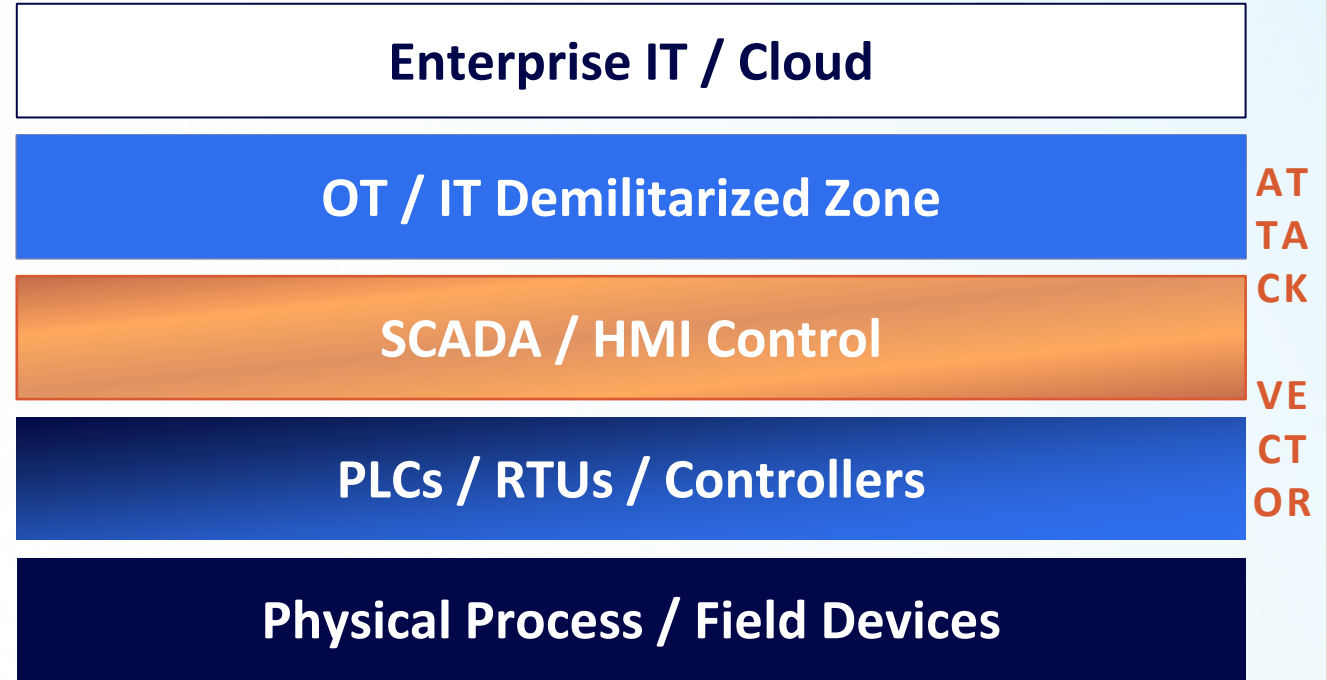 Enterprise IT / Cloud
OT / IT Demilitarized Zone
SCADA / HMI Control
PLCs / RTUs / Controllers
Physical Process / Field Devices
AT
TA
CK
VE
CT
OR